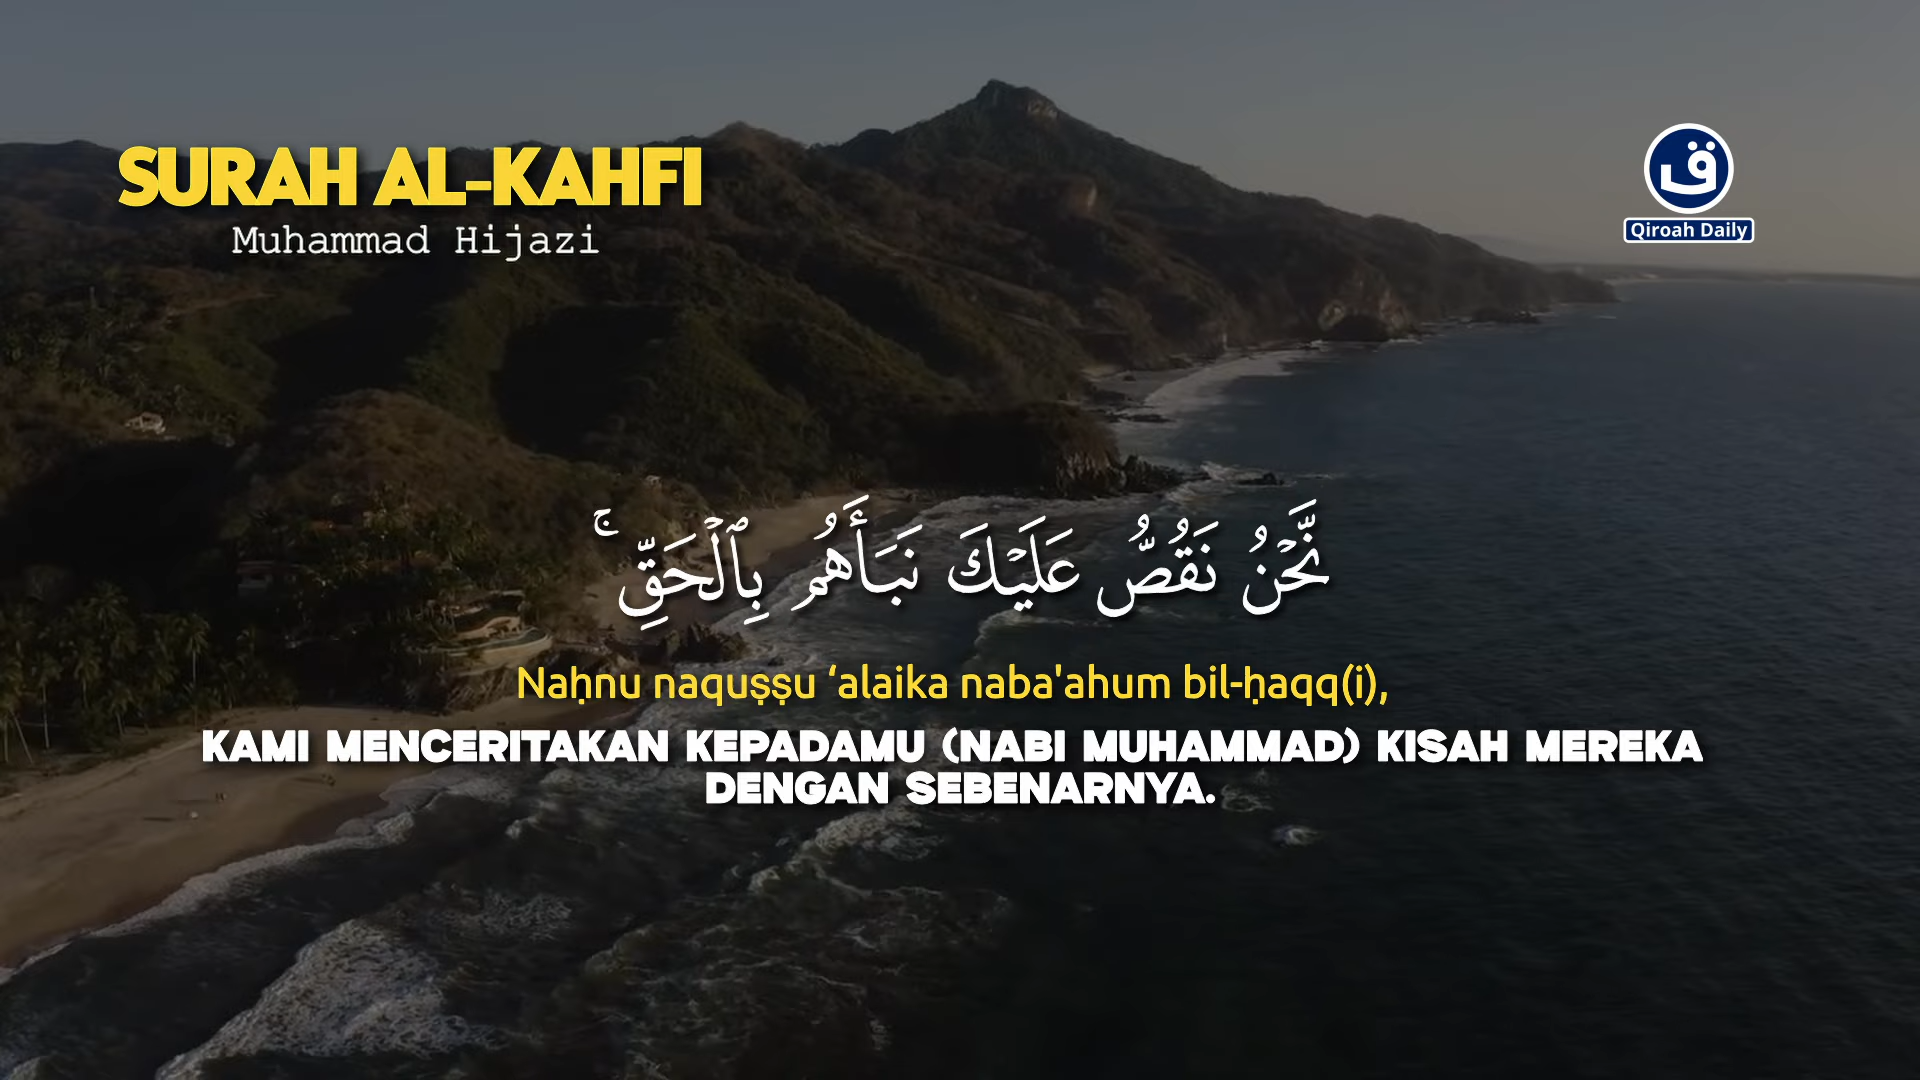 SURAH AL-KAHFI
Muhammad Hijazi
ق
Qiroah Daily
نَّحْنُ نَقُصُّ عَلَيْكَ نَبَأَهُم بِٱلْحَقِّ ۚ
Naḥnu naquṣṣu ‘alaika naba'ahum bil-ḥaqq(i),
KAMI MENCERITAKAN KEPADAMU (NABI MUHAMMAD) KISAH MEREKA
DENGAN SEBENARNYA.